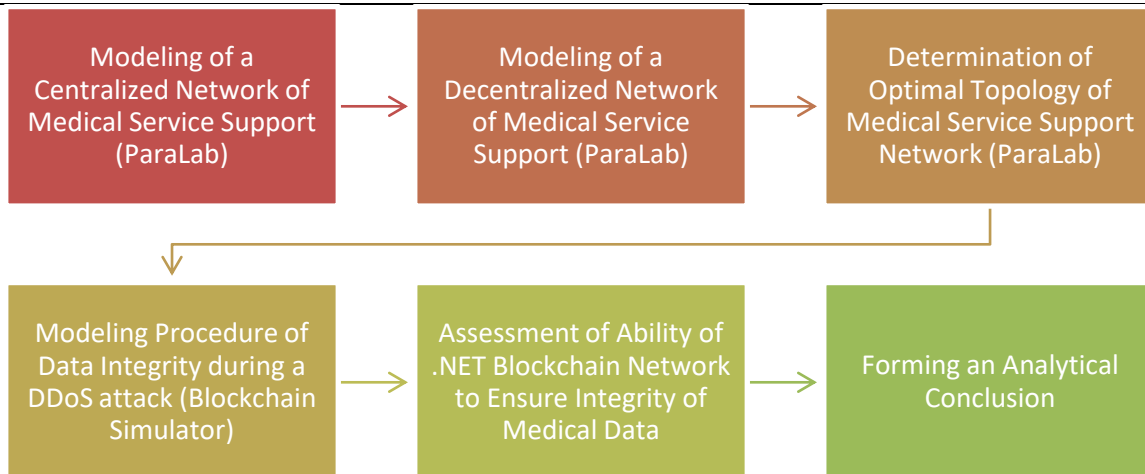 Modeling of a
Centralized Network of
Medical Service Support
(ParaLab)
Modeling of a
Decentralized Network
of Medical Service
Support (ParaLab)
Determination of
Optimal Topology of
Medical Service Support
Network (ParaLab)
Modeling Procedure of
Data Integrity during a
DDoS attack (Blockchain
Simulator)
Assessment of Ability of
.NET Blockchain Network
to Ensure Integrity of
Medical Data
Forming an Analytical
Conclusion